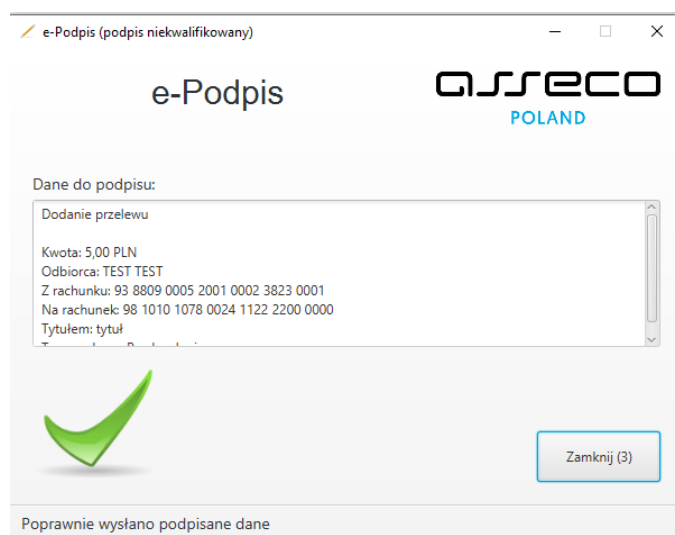 e-Podpis (podpis niekwalifikowany)
e-Podpis
asseco
POLAND
Dane do podpisu:
Dodanie przelewu
Kwota: 5,00 PLN
Odbiorca: TEST TEST
Z rachunku: 93 8809 0005 2001 0002 3823 0001
Na rachunek: 98 1010 1078 0024 1122 2200 0000
Tytułem: tytuł
Zamknij (3)
Poprawnie wysłano podpisane dane